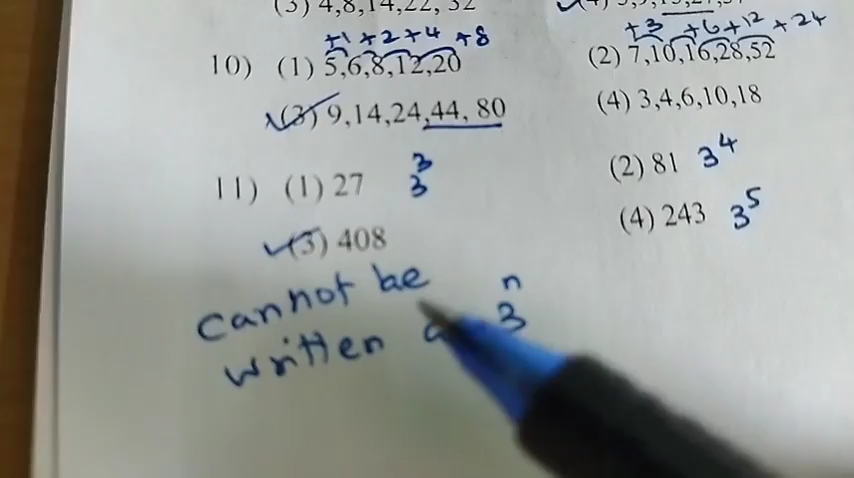 (3) 4,8,14,22, 32
+1 +2 +4 +8
+3 +6 +12 +24
10) (1) 5,6,8,12,20 (2) 7,10,16,28,52
(3) 9,14,24,44, 80 (4) 3,4,6,10,18
11) (1) 27 3^3 (2) 81 3^4
(3) 408 (4) 243 3^5
cannot be
written 3^n